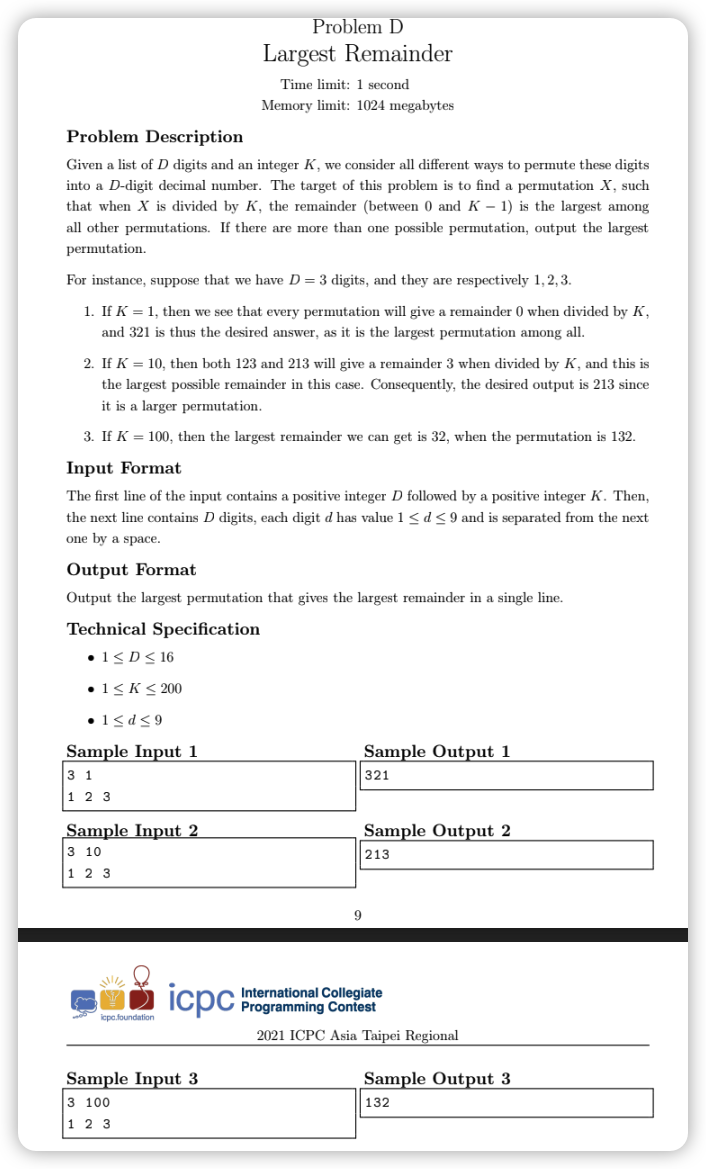 Problem D
Largest Remainder
Time limit: 1 second
Memory limit: 1024 megabytes
Problem Description
Given a list of D digits and an integer K, we consider all different ways to permute these digits
into a D-digit decimal number. The target of this problem is to find a permutation X, such
that when X is divided by K, the remainder (between 0 and K − 1) is the largest among
all other permutations. If there are more than one possible permutation, output the largest
permutation.
For instance, suppose that we have D = 3 digits, and they are respectively 1, 2, 3.
1. If K = 1, then we see that every permutation will give a remainder 0 when divided by K,
and 321 is thus the desired answer, as it is the largest permutation among all.
2. If K = 10, then both 123 and 213 will give a remainder 3 when divided by K, and this is
the largest possible remainder in this case. Consequently, the desired output is 213 since
it is a larger permutation.
3. If K = 100, then the largest remainder we can get is 32, when the permutation is 132.
Input Format
The first line of the input contains a positive integer D followed by a positive integer K. Then,
the next line contains D digits, each digit d has value 1 ≤ d ≤ 9 and is separated from the next
one by a space.
Output Format
Output the largest permutation that gives the largest remainder in a single line.
Technical Specification
• 1 ≤ D ≤ 16
• 1 ≤ K ≤ 200
• 1 ≤ d ≤ 9
Sample Input 1
3 1
1 2 3
Sample Output 1
321
Sample Input 2
3 10
1 2 3
Sample Output 2
213
9
icpc.foundation
icpc
International Collegiate
Programming Contest
2021 ICPC Asia Taipei Regional
Sample Input 3
3 100
1 2 3
Sample Output 3
132